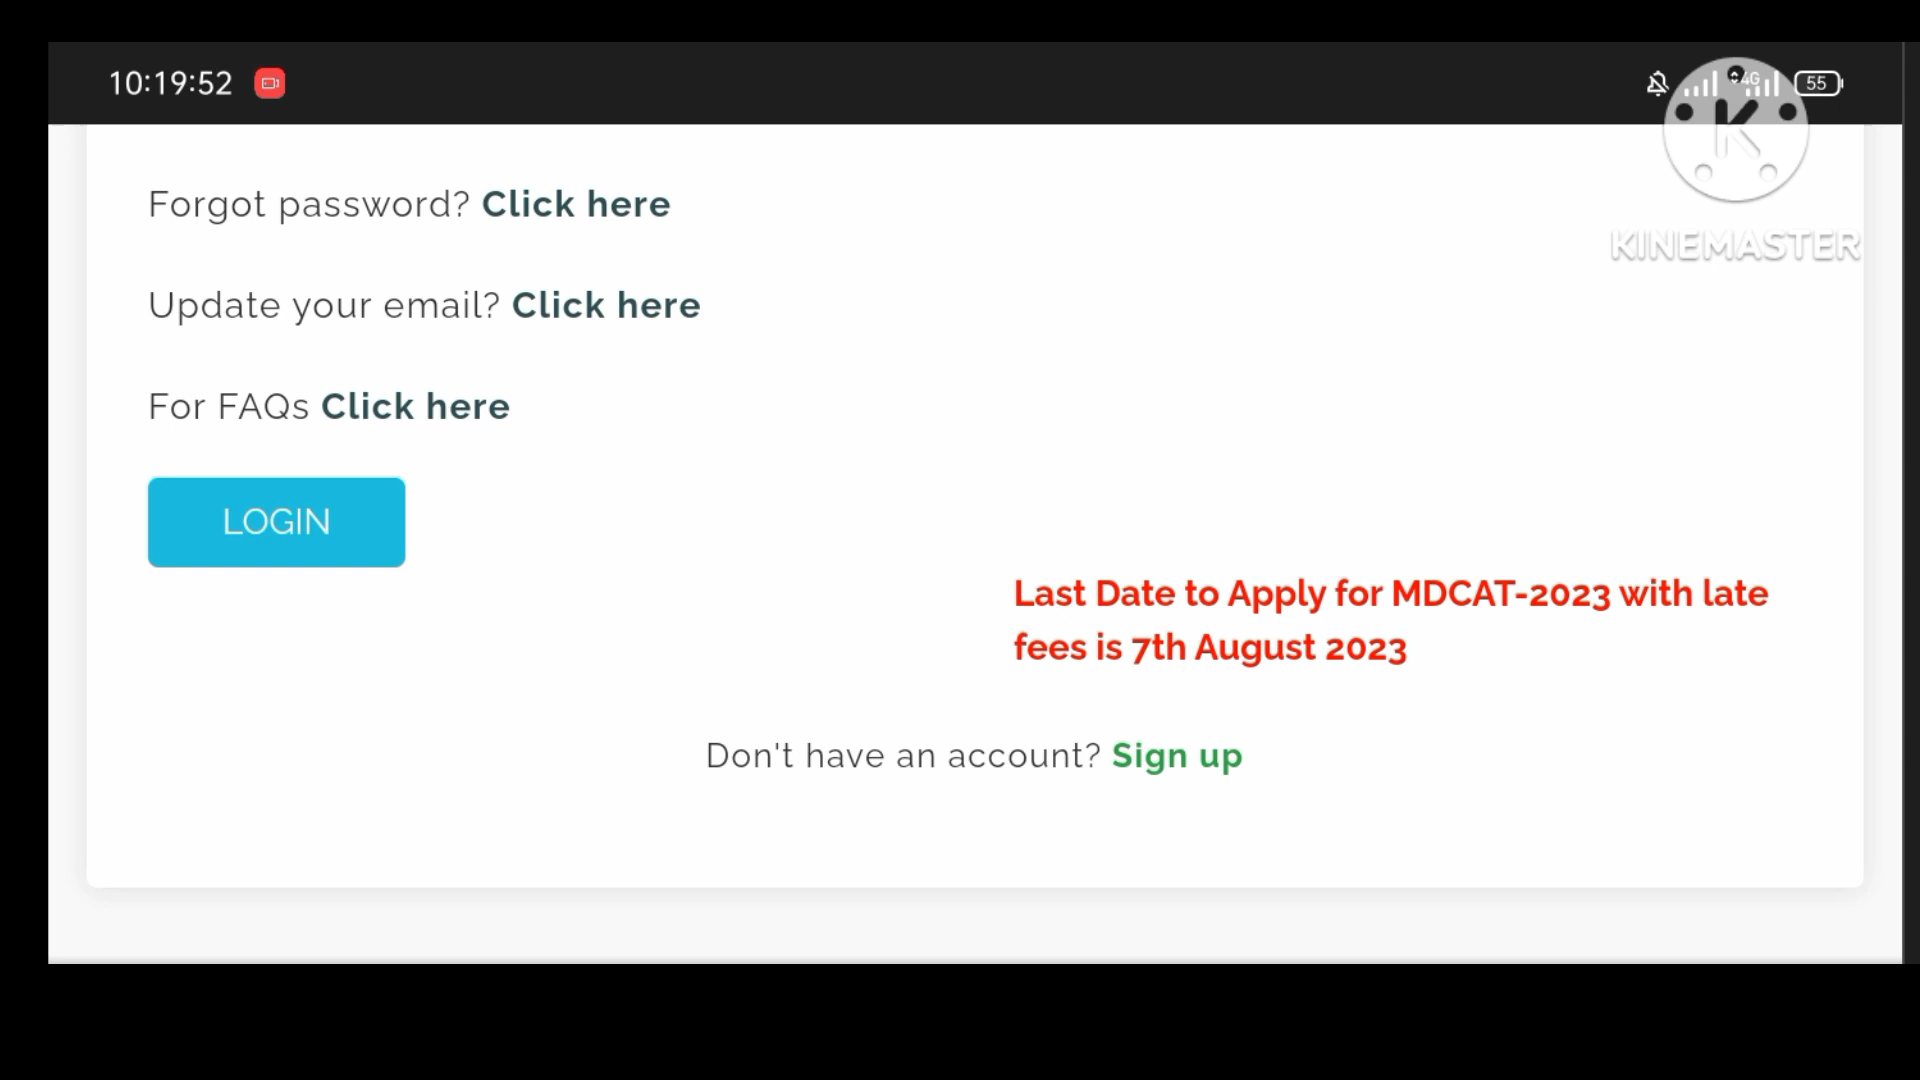 10:19:52
4G
55
K
KINEMASTER
Forgot password? Click here
Update your email? Click here
For FAQs Click here
LOGIN
Last Date to Apply for MDCAT-2023 with late
fees is 7th August 2023
Don't have an account? Sign up